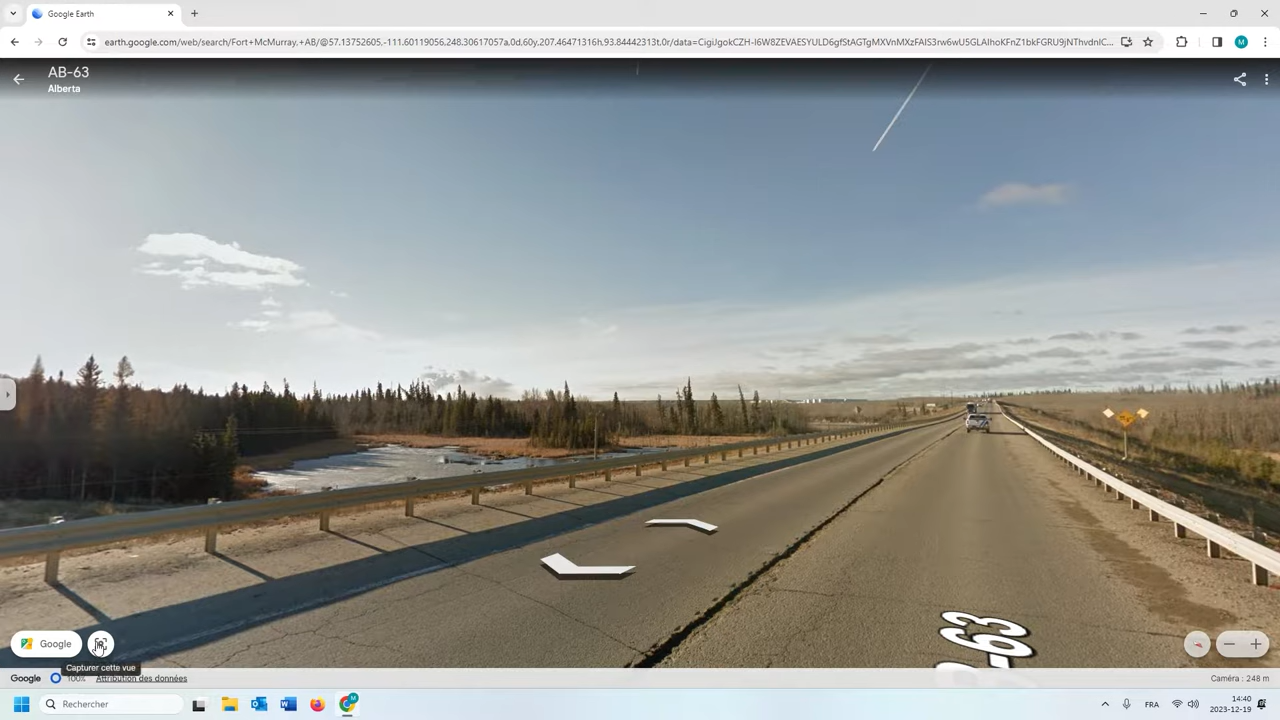 Google Earth
earth.google.com/web/search/Fort+McMurray,+AB/@57.13752605,-111.60119056,248.30617057a,0d,60y,207.46471316h,93.84442313t,0r/data=
M
AB-63
Alberta
-63
Google
Capturer cette vue
Google
100%
Attribution des données
Caméra : 248 m
Rechercher
FRA
14:40
2023-12-19